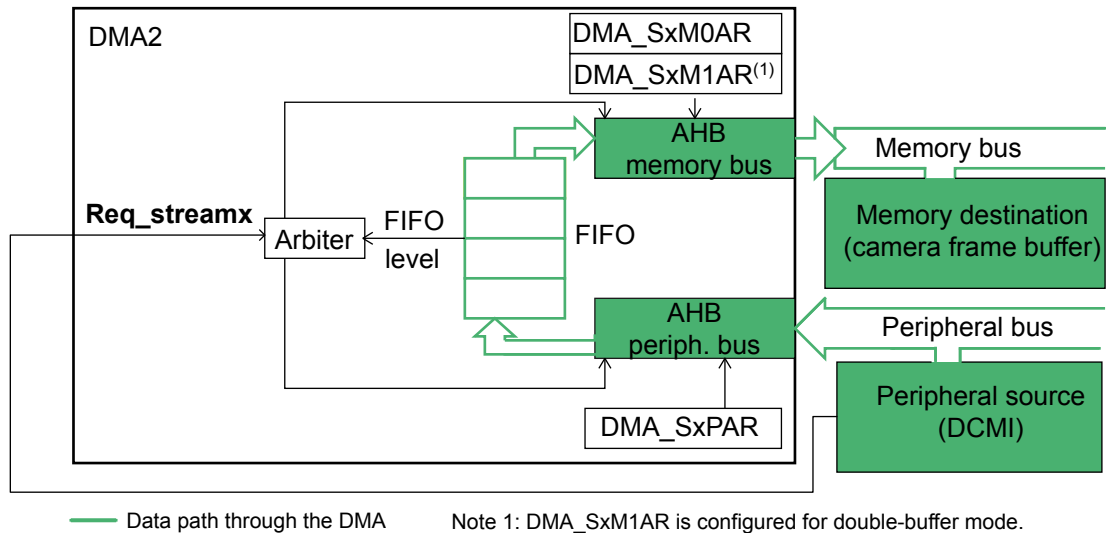 DMA2
DMA_SxM0AR
DMA_SxM1AR(1)
AHB
memory bus
Memory bus
Memory destination
(camera frame buffer)
Req_streamx
Arbiter
FIFO
level
FIFO
AHB
periph. bus
Peripheral bus
Peripheral source
(DCMI)
DMA_SxPAR
Data path through the DMA
Note 1: DMA_SxM1AR is configured for double-buffer mode.